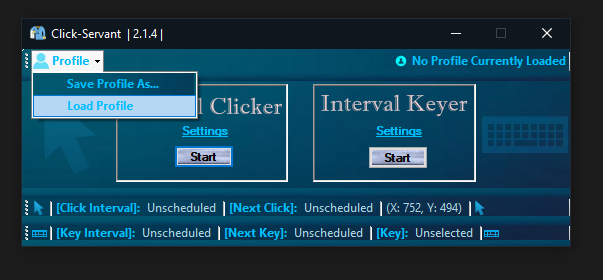 Click-Servant | 2.1.4 |
Profile
No Profile Currently Loaded
Save Profile As...
Load Profile
Clicker
Settings
Start
Interval Keyer
Settings
Start
[Click Interval]: Unscheduled | [Next Click]: Unscheduled | (X: 752, Y: 494)
[Key Interval]: Unscheduled | [Next Key]: Unscheduled | [Key]: Unselected